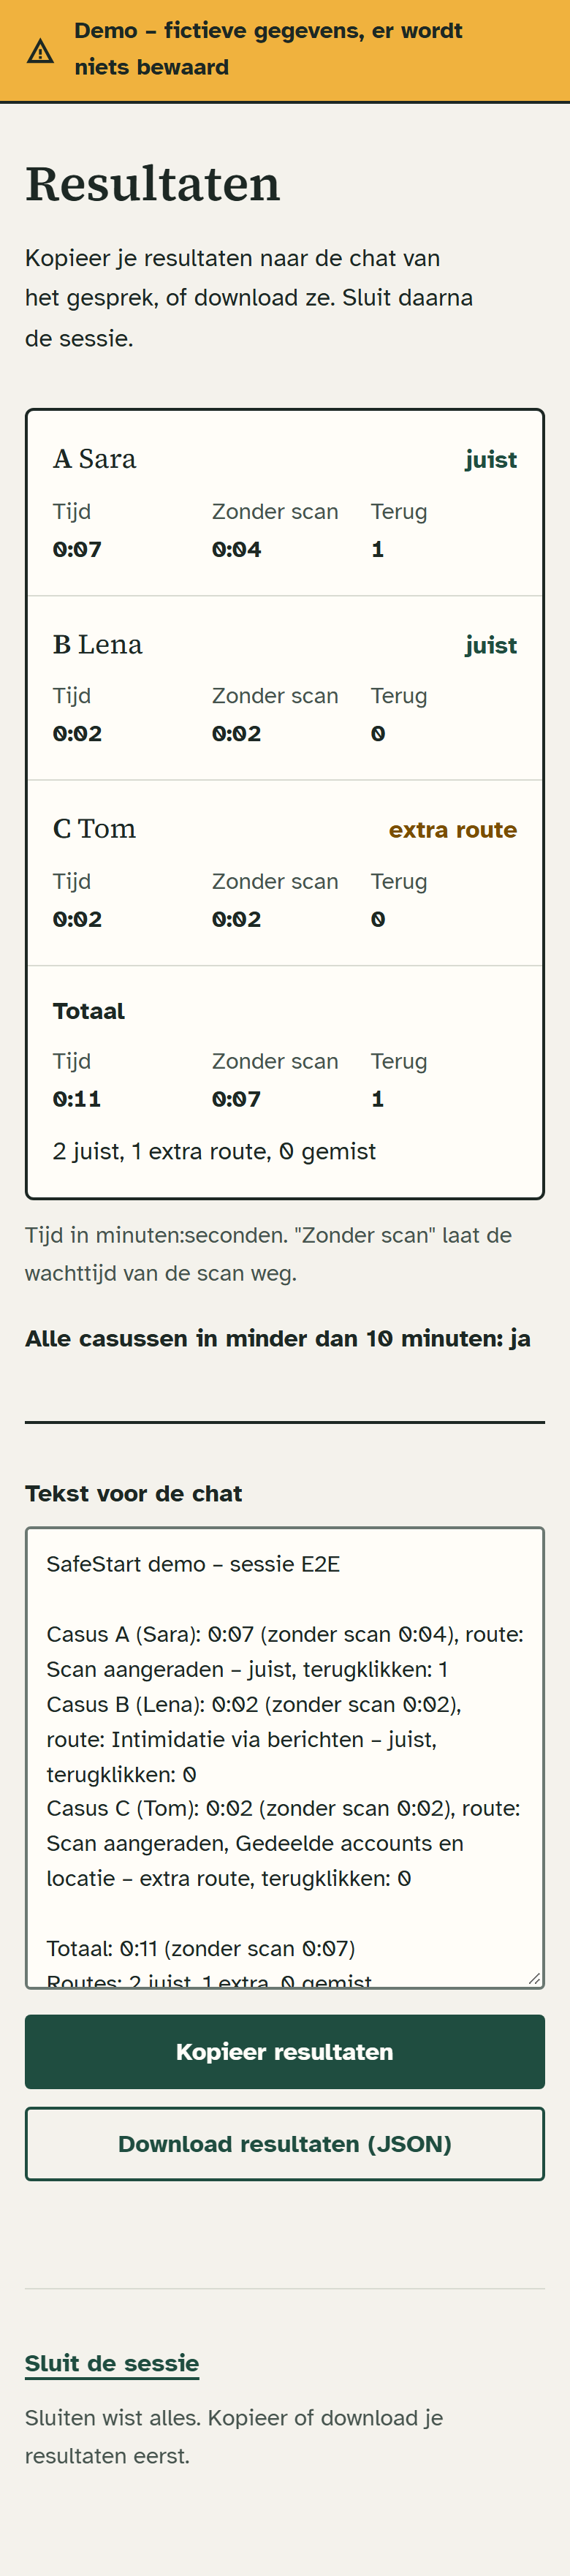 Demo – fictieve gegevens, er wordt
niets bewaard
Resultaten
Kopieer je resultaten naar de chat van
het gesprek, of download ze. Sluit daarna
de sessie.
A Sara juist
Tijd Zonder scan Terug
0:07 0:04 1
B Lena juist
Tijd Zonder scan Terug
0:02 0:02 0
C Tom extra route
Tijd Zonder scan Terug
0:02 0:02 0
Totaal
Tijd Zonder scan Terug
0:11 0:07 1
2 juist, 1 extra route, 0 gemist
Tijd in minuten:seconden. "Zonder scan" laat de
wachttijd van de scan weg.
Alle casussen in minder dan 10 minuten: ja
Tekst voor de chat
SafeStart demo – sessie E2E
Casus A (Sara): 0:07 (zonder scan 0:04), route:
Scan aangeraden – juist, terugklikken: 1
Casus B (Lena): 0:02 (zonder scan 0:02),
route: Intimidatie via berichten – juist,
terugklikken: 0
Casus C (Tom): 0:02 (zonder scan 0:02), route:
Scan aangeraden, Gedeelde accounts en
locatie – extra route, terugklikken: 0
Totaal: 0:11 (zonder scan 0:07)
Routes: 2 juist, 1 extra, 0 gemist
Kopieer resultaten
Download resultaten (JSON)
Sluit de sessie
Sluiten wist alles. Kopieer of download je
resultaten eerst.